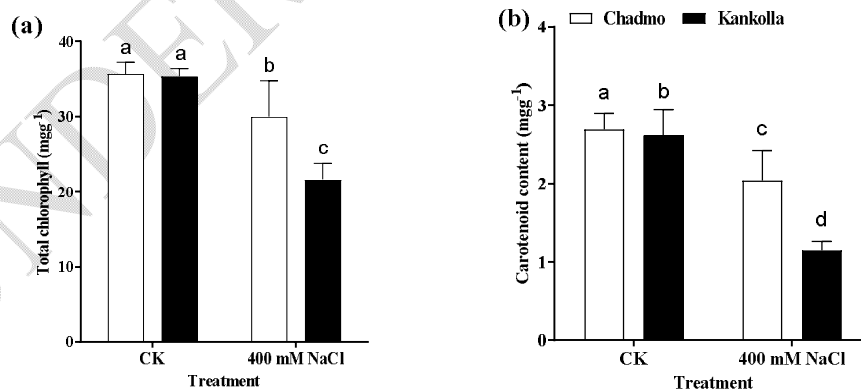 (a)
Total chlorophyll (mgg-1)
40
30
20
10
0
a
a
b
c
CK
400 mM NaCl
Treatment
(b)
Chadmo
Kankolla
Carotenoid content (mgg-1)
4
3
2
1
0
a
b
c
d
CK
400 mM NaCl
Treatment